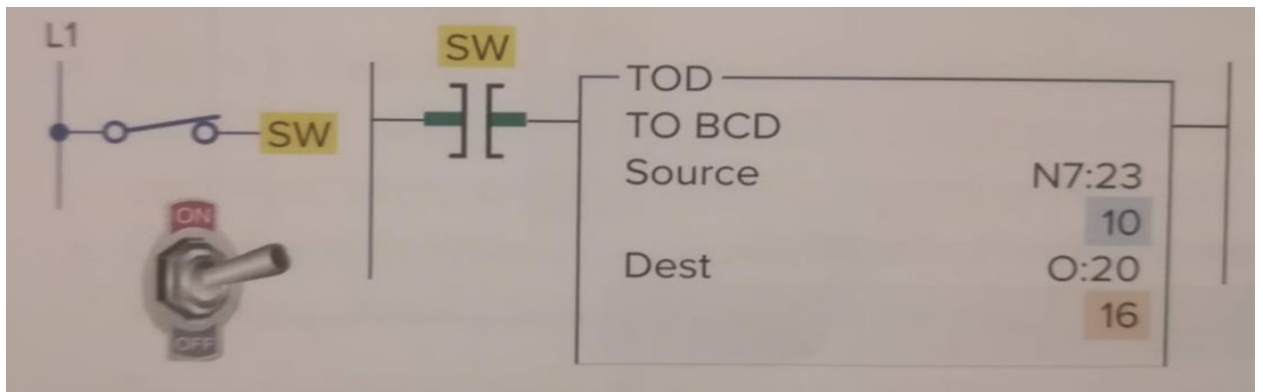 L1
SW
SW
ON
OFF
TOD
TO BCD
Source N7:23
10
Dest O:20
16